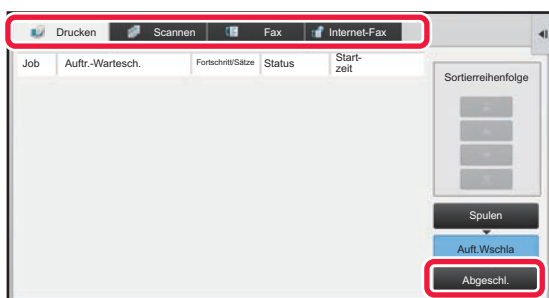 Drucken Scannen Fax Internet-Fax
Job Auftr.-Wartesch. Fortschritt/Sätze Status Start-
zeit
Sortierreihenfolge
Spulen
Auft.Wschla
Abgeschl.